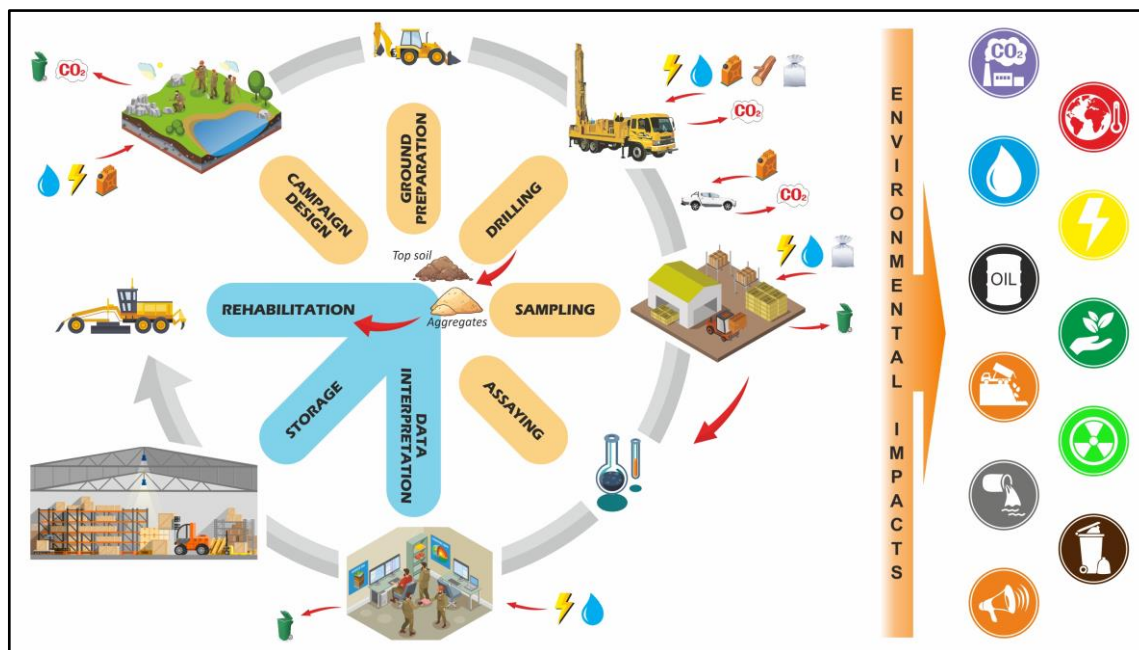 CO₂
CAMPAIGN
DESIGN
GROUND
PREPARATION
DRILLING
CO₂
CO₂
Top soil
Aggregates
SAMPLING
REHABILITATION
ASSAYING
STORAGE
DATA
INTERPRETATION
ENVIRONMENTAL IMPACTS
CO₂
OIL